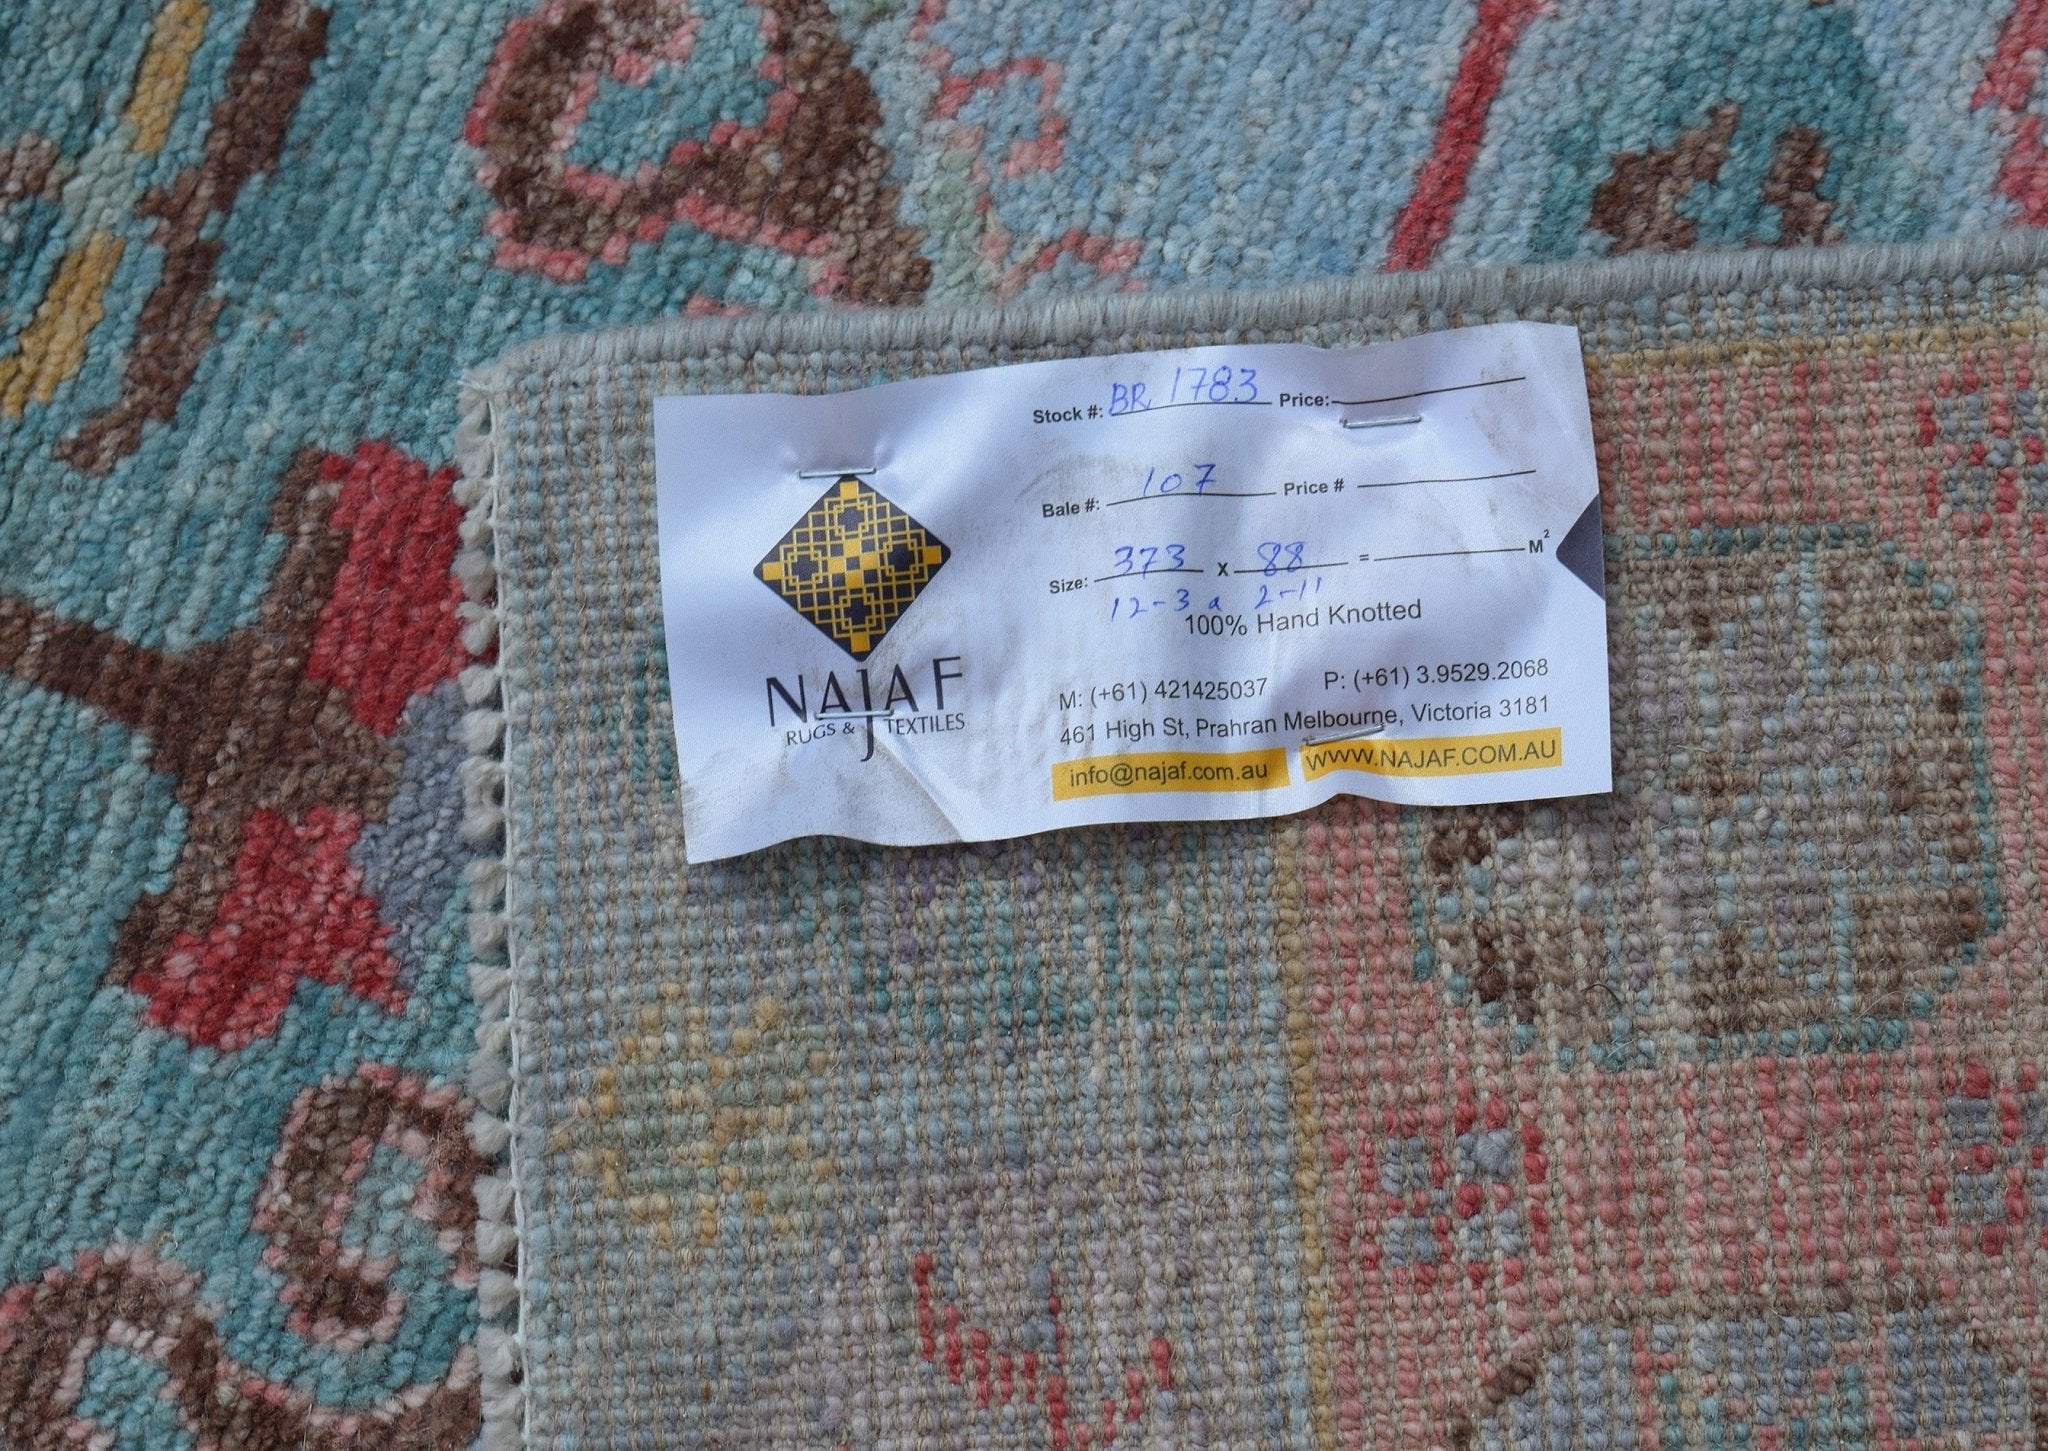 Stock #: BR 1783 Price:
Bale #: 107 Price #
Size: 373 x 88 = M²
12-3 x 2-11
100% Hand Knotted
NAJAF
RUGS & TEXTILES
M: (+61) 421425037 P: (+61) 3.9529.2068
461 High St, Prahran Melbourne, Victoria 3181
info@najaf.com.au WWW.NAJAF.COM.AU